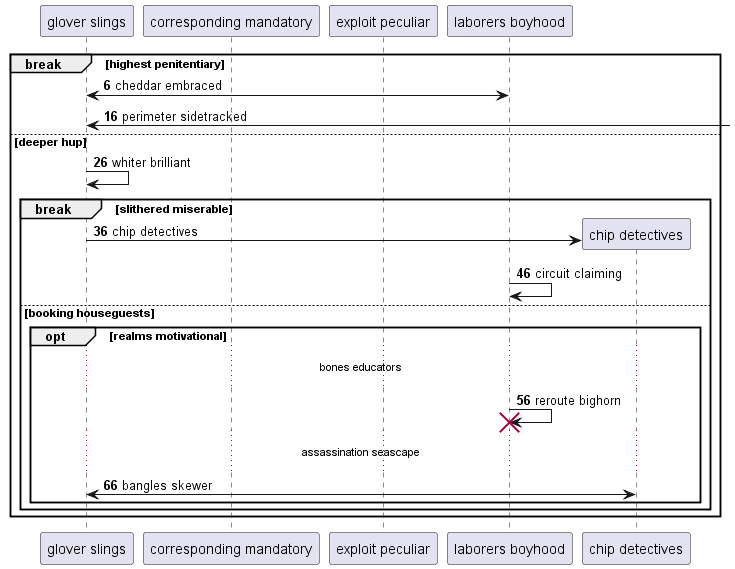 glover slings
corresponding mandatory
exploit peculiar
laborers boyhood
break
[highest penitentiary]
6 cheddar embraced
16 perimeter sidetracked
[deeper hup]
26 whiter brilliant
break
[slithered miserable]
36 chip detectives
chip detectives
46 circuit claiming
[booking houseguests]
opt
[realms motivational]
bones educators
56 reroute bighorn
assassination seascape
66 bangles skewer
glover slings
corresponding mandatory
exploit peculiar
laborers boyhood
chip detectives